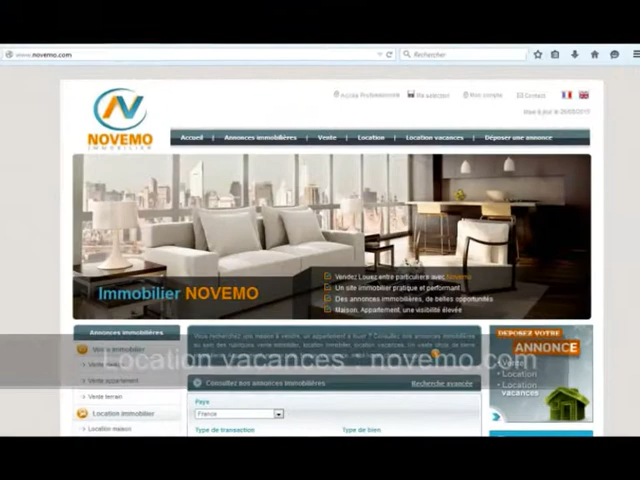 www.novemo.com
Rechercher
Accès Professionnels
Ma sélection
Mon compte
Contact
NOVEMO
IMMOBILIER
Accueil | Annonces immobilières | Vente | Location | Location vacances | Déposer une annonce
Vendez Louez entre particuliers avec Novemo
Un site immobilier pratique et performant
Des annonces immobilières, de belles opportunités
Maison, Appartement, une visibilité élevée
Immobilier NOVEMO
Annonces immobilières
Location vacances : novemo.com
Vente appartement
Vente terrain
Location immobilier
Location maison
Consultez nos annonces immobilières
Recherche avancée
Pays
France
Type de transaction
Type de bien
DEPOSEZ VOTRE
ANNONCE
Vente
Location
Location
vacances